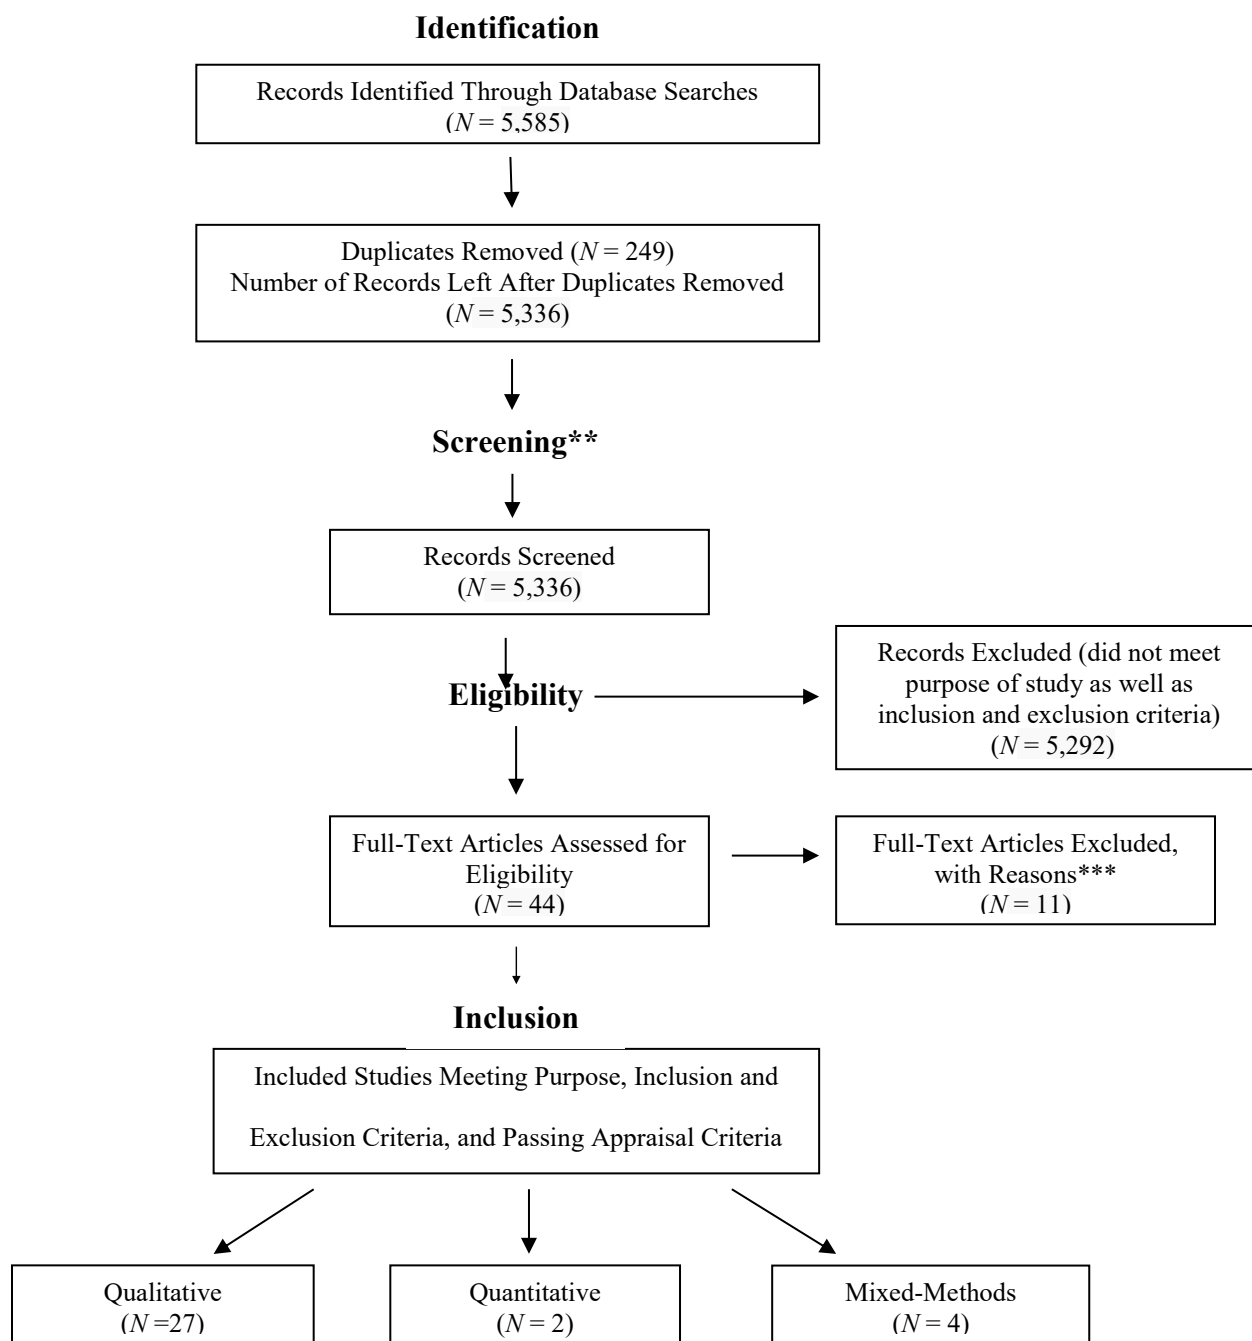 Identification
Records Identified Through Database Searches
(N = 5,585)
Duplicates Removed (N = 249)
Number of Records Left After Duplicates Removed
(N = 5,336)
Screening**
Records Screened
(N = 5,336)
Eligibility
Records Excluded (did not meet
purpose of study as well as
inclusion and exclusion criteria)
(N = 5,292)
Full-Text Articles Assessed for
Eligibility
(N = 44)
Full-Text Articles Excluded,
with Reasons***
(N = 11)
Inclusion
Included Studies Meeting Purpose, Inclusion and
Exclusion Criteria, and Passing Appraisal Criteria
Qualitative
(N =27)
Quantitative
(N = 2)
Mixed-Methods
(N = 4)